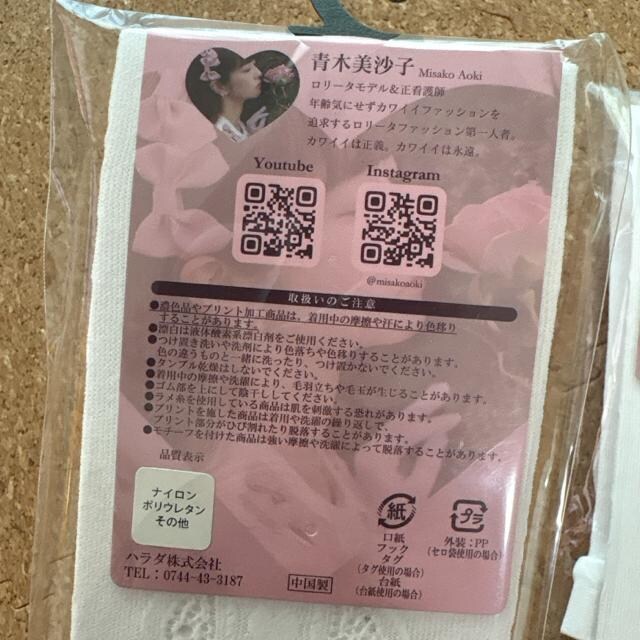 青木美沙子 Misako Aoki
ロリータモデル&正看護師
年齢気にせずカワイイファッションを
追求するロリータファッション第一人者。
カワイイは正義。カワイイは永遠。
Youtube Instagram
@misakoaoki
取扱いのご注意
●濃色品やプリント加工商品は、着用中の摩擦や汗により色移り
することがあります。
●漂白は液体酸素系漂白剤をご使用ください。
●つけ置き洗いや洗剤により色落ちや色移りすることがあります。
色の違うものと一緒に洗ったり、つけ置かないでください。
●タンブル乾燥はしないでください。
●着用中の摩擦や洗濯により、毛羽立ちや毛玉が生じることがあります。
●ゴム部を上にして陰干ししてください。
●ラメ糸を使用している商品は肌を刺激する恐れがあります。
●プリントを施した商品は着用や洗濯の繰り返しで、
プリント部分がひび割れたり脱落することがあります。
●モチーフを付けた商品は強い摩擦や洗濯によって脱落することがあります。
品質表示
ナイロン
ポリウレタン
その他
ハラダ株式会社
TEL:0744-43-3187
中国製
紙
口紙
フック
タグ
(タグ使用の場合)
台紙
(台紙使用の場合)
プラ
外装:PP
(セロ袋使用の場合)